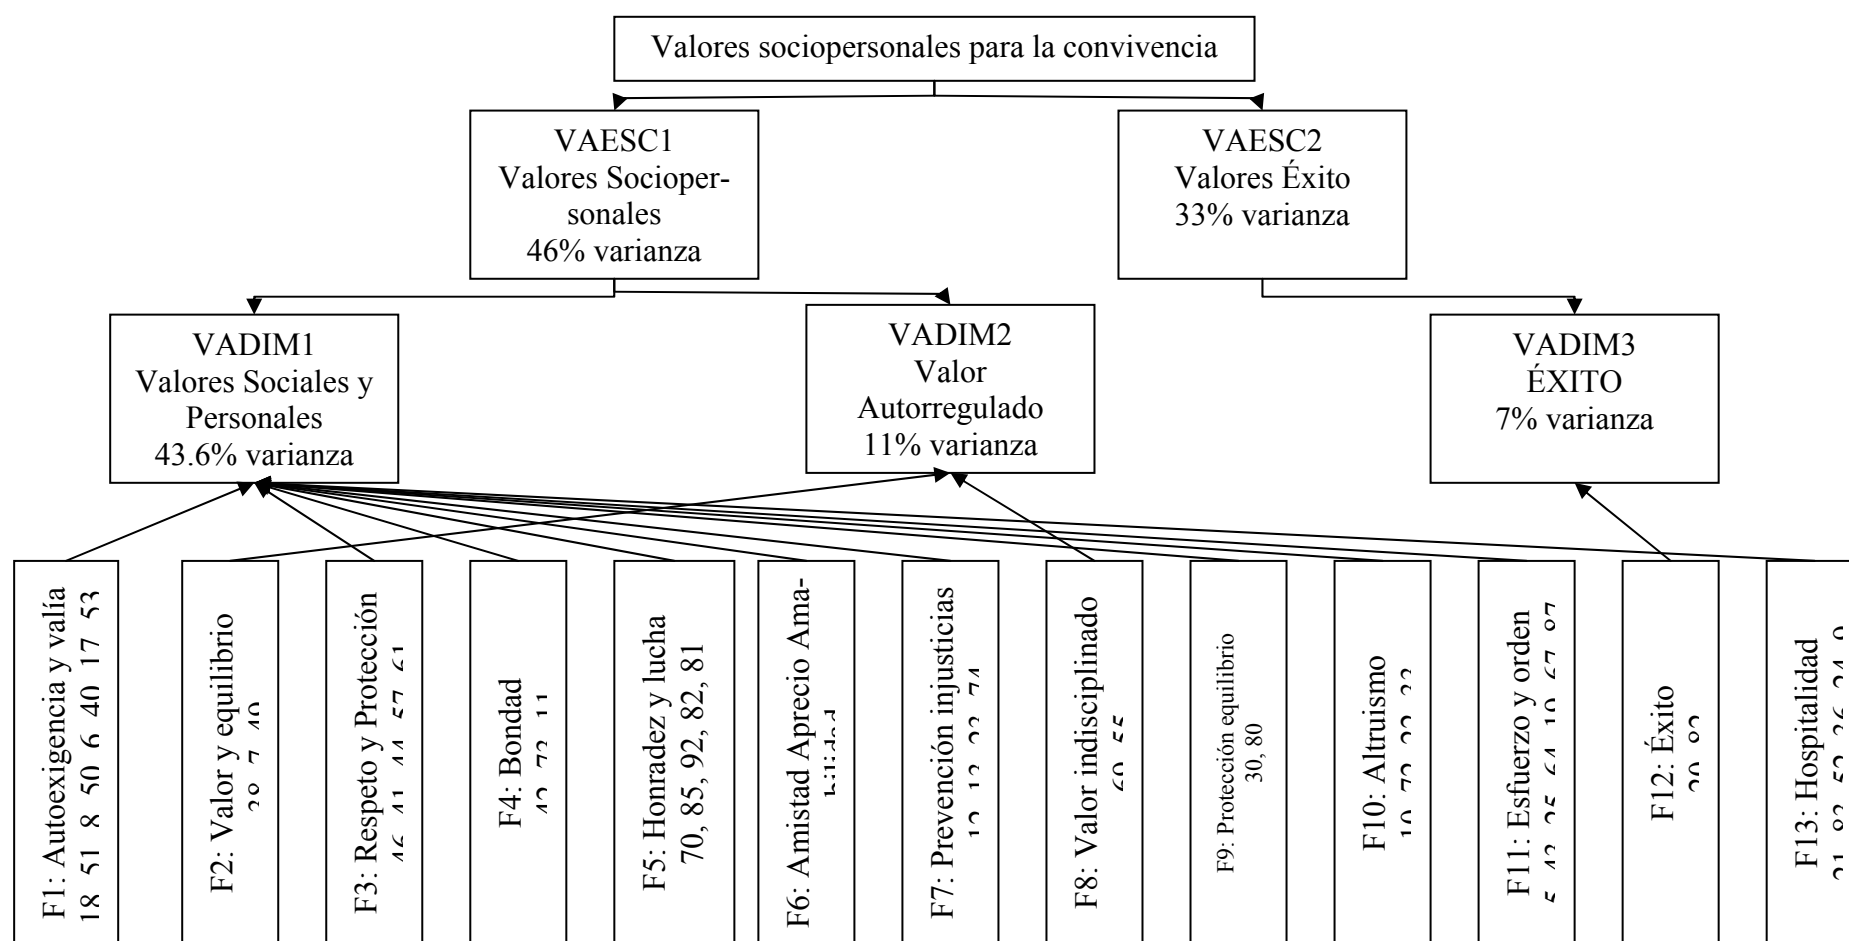 Valores sociopersonales para la convivencia
VAESC1
Valores Socioper-
sonales
46% varianza
VAESC2
Valores Éxito
33% varianza
VADIM1
Valores Sociales y
Personales
43.6% varianza
VADIM2
Valor
Autorregulado
11% varianza
VADIM3
ÉXITO
7% varianza
F1: Autoexigencia y valía
18 51 8 50 6 40 17 53
F2: Valor y equilibrio
F3: Respeto y Protección
F4: Bondad
F5: Honradez y lucha
70, 85, 92, 82, 81
F6: Amistad Aprecio Ama-
F7: Prevención injusticias
F8: Valor indisciplinado
F9: Protección equilibrio
30, 80
F10: Altruismo
F11: Esfuerzo y orden
F12: Éxito
F13: Hospitalidad